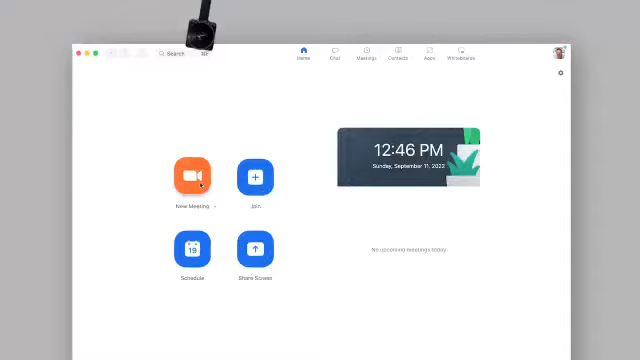 Search
Home
Chat
Meetings
Contacts
Apps
Whiteboards
12:46 PM
Sunday, September 11, 2022
New Meeting
Join
19
Schedule
Share Screen
No upcoming meetings today